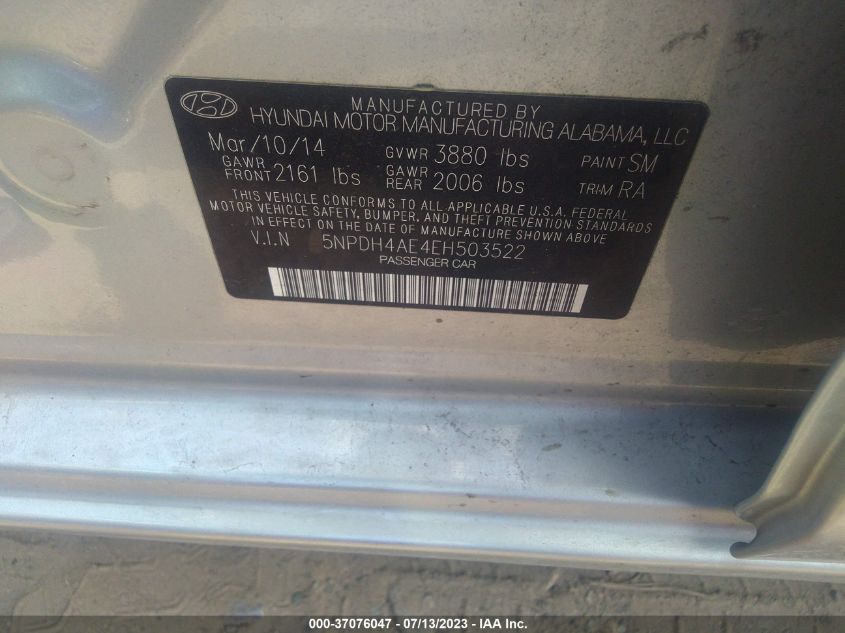 MANUFACTURED BY
HYUNDAI MOTOR MANUFACTURING ALABAMA, LLC
Mar/10/14 GVWR 3880 lbs PAINT SM
GAWR FRONT 2161 lbs GAWR REAR 2006 lbs TRIM RA
THIS VEHICLE CONFORMS TO ALL APPLICABLE U.S.A. FEDERAL
MOTOR VEHICLE SAFETY, BUMPER, AND THEFT PREVENTION STANDARDS
IN EFFECT ON THE DATE OF MANUFACTURE SHOWN ABOVE
V.I.N 5NPDH4AE4EH503522
PASSENGER CAR
000-37076047 - 07/13/2023 - IAA Inc.